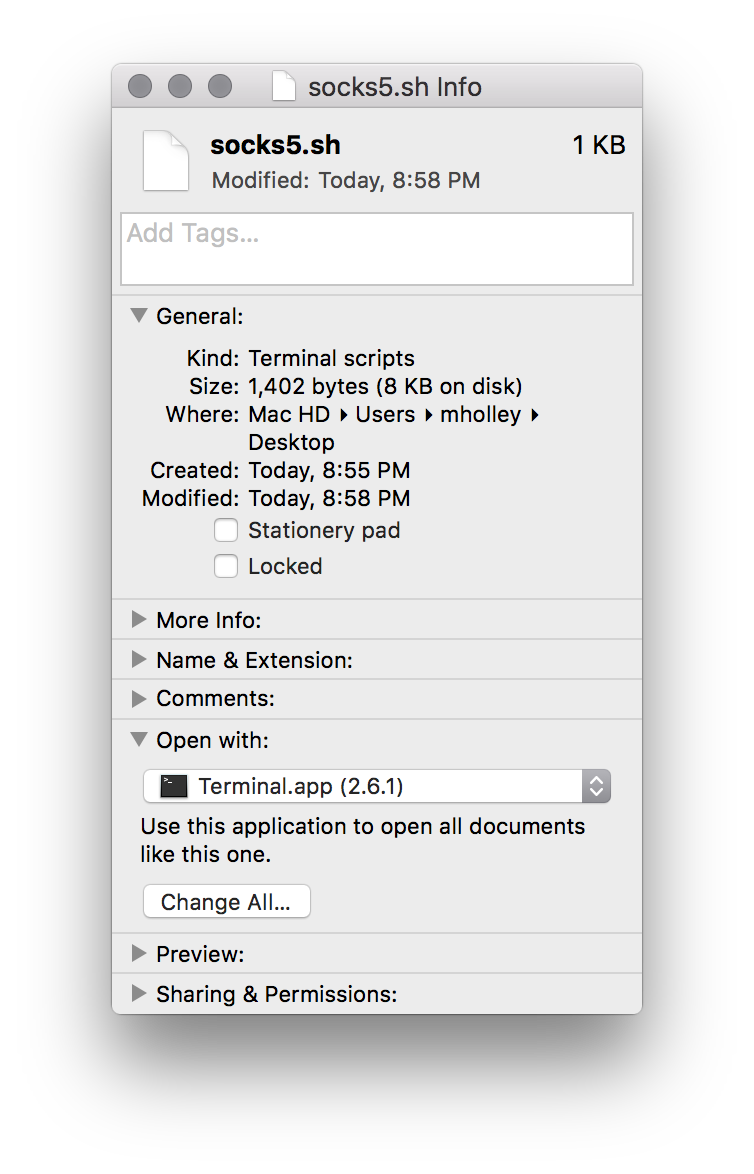 socks5.sh Info
socks5.sh 1 KB
Modified: Today, 8:58 PM
Add Tags...
General:
Kind: Terminal scripts
Size: 1,402 bytes (8 KB on disk)
Where: Mac HD ▸ Users ▸ mholley ▸
Desktop
Created: Today, 8:55 PM
Modified: Today, 8:58 PM
Stationery pad
Locked
More Info:
Name & Extension:
Comments:
Open with:
Terminal.app (2.6.1)
Use this application to open all documents
like this one.
Change All...
Preview:
Sharing & Permissions: